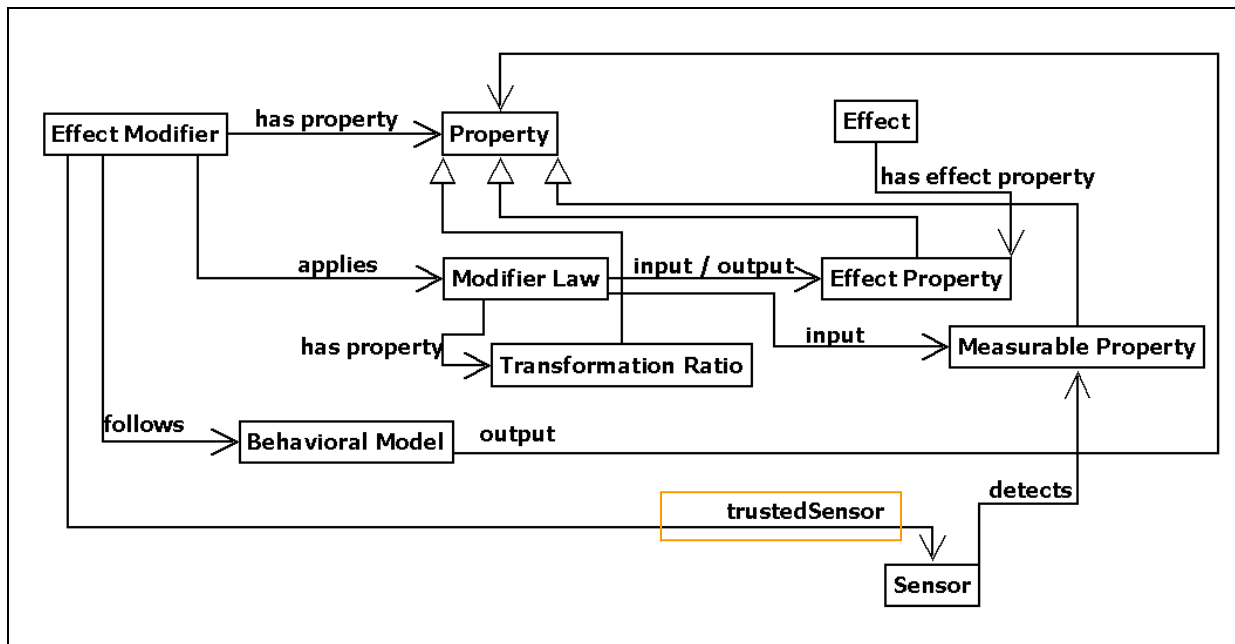 has property
Effect
Effect Modifier
Property
has effect property
applies
Modifier Law
input / output
Effect Property
has property
Transformation Ratio
input
Measurable Property
follows
Behavioral Model
output
detects
trustedSensor
Sensor